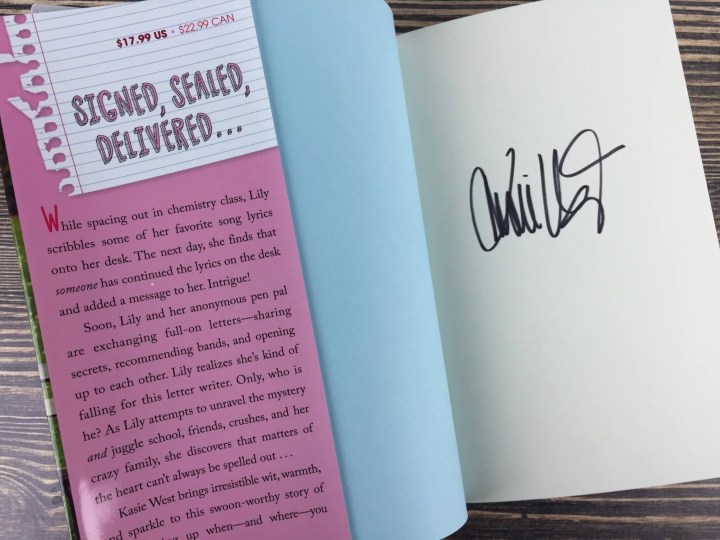 $17.99 US • $22.99 CAN
SIGNED, SEALED,
DELIVERED...
While spacing out in chemistry class, Lily
scribbles some of her favorite song lyrics
onto her desk. The next day, she finds that
someone has continued the lyrics on the desk
and added a message to her. Intrigue!
Soon, Lily and her anonymous pen pal
are exchanging full-on letters—sharing
secrets, recommending bands, and opening
up to each other. Lily realizes she's kind of
falling for this letter writer. Only, who is
he? As Lily attempts to unravel the mystery
and juggle school, friends, crushes, and her
crazy family, she discovers that matters of
the heart can't always be spelled out . . .
Kasie West brings irresistible wit, warmth,
and sparkle to this swoon-worthy story of
up when—and where—you
Kasie West